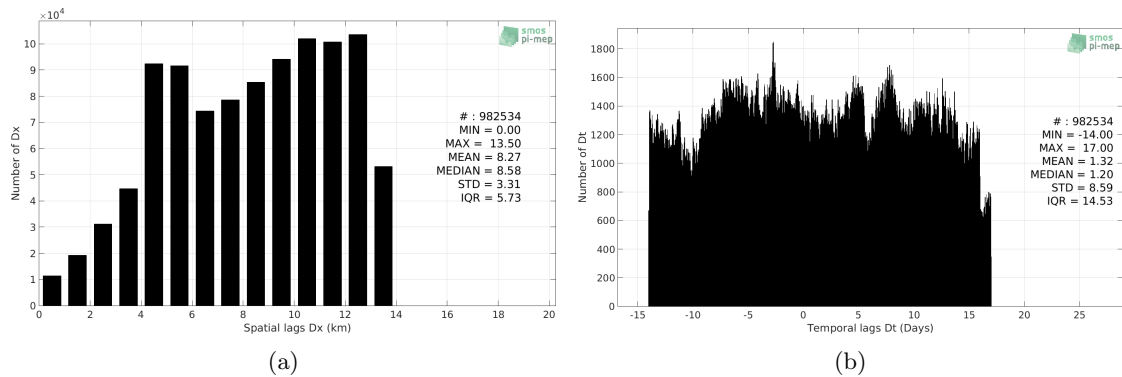 ×10⁴
10
9
8
7
6
5
4
3
2
1
0
0 2 4 6 8 10 12 14 16 18 20
Number of Dx
Spatial lags Dx (km)
smos
pi-mep
# : 982534
MIN = 0.00
MAX = 13.50
MEAN = 8.27
MEDIAN = 8.58
STD = 3.31
IQR = 5.73
(a)
1800
1600
1400
1200
1000
800
600
400
200
0
-15 -10 -5 0 5 10 15 20 25
Number of Dt
Temporal lags Dt (Days)
smos
pi-mep
# : 982534
MIN = -14.00
MAX = 17.00
MEAN = 1.32
MEDIAN = 1.20
STD = 8.59
IQR = 14.53
(b)